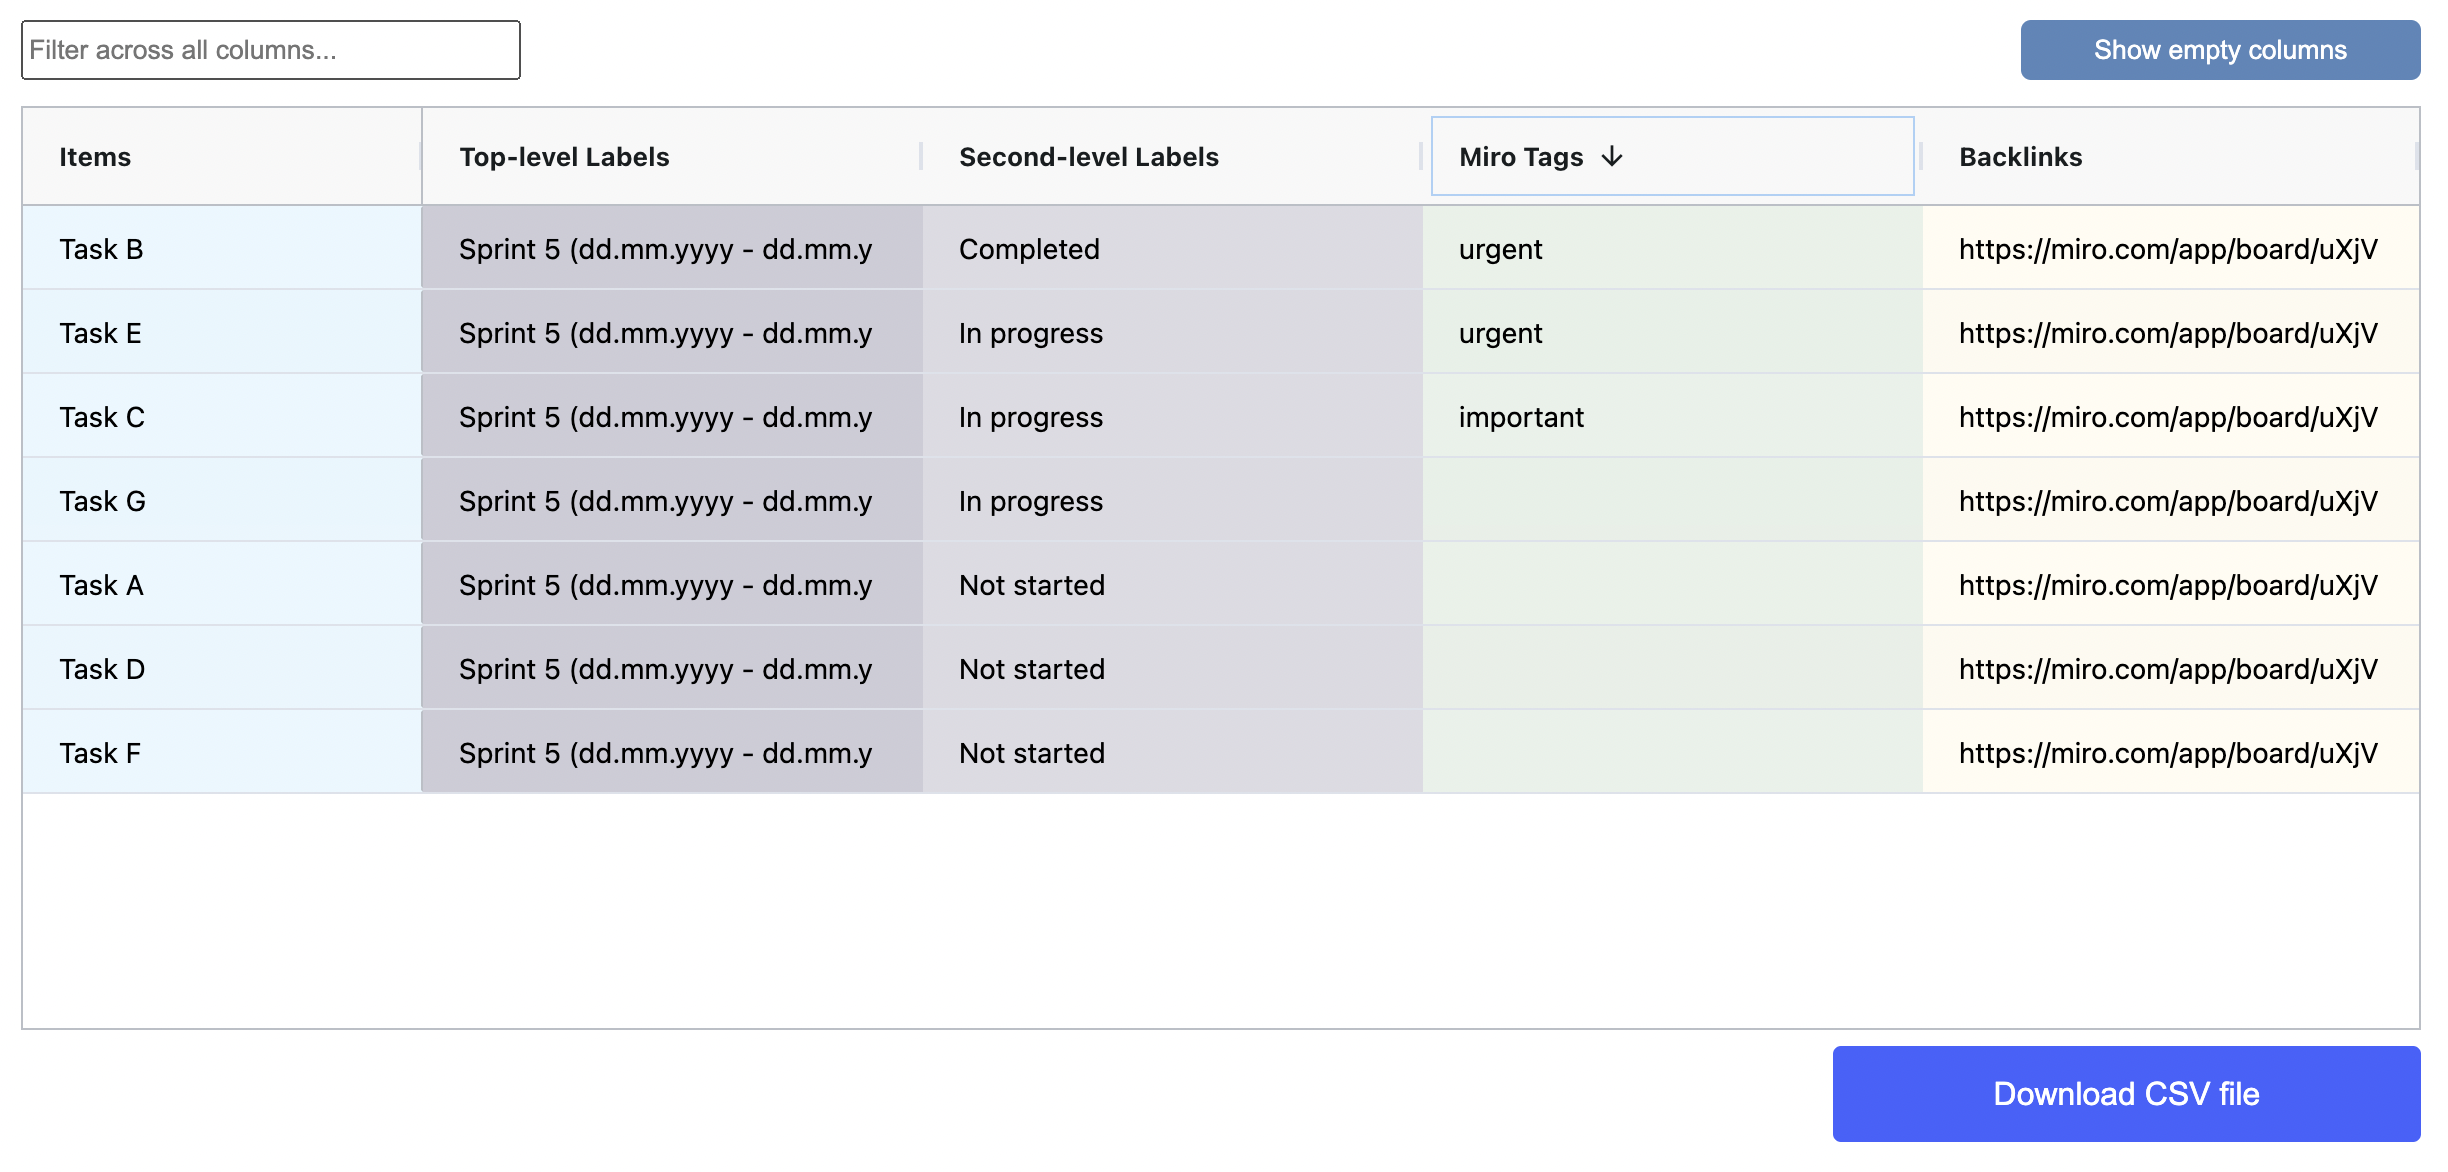 Filter across all columns...
Show empty columns
Items Top-level Labels Second-level Labels Miro Tags Backlinks
Task B Sprint 5 (dd.mm.yyyy - dd.mm.y Completed urgent https://miro.com/app/board/uXjV
Task E Sprint 5 (dd.mm.yyyy - dd.mm.y In progress urgent https://miro.com/app/board/uXjV
Task C Sprint 5 (dd.mm.yyyy - dd.mm.y In progress important https://miro.com/app/board/uXjV
Task G Sprint 5 (dd.mm.yyyy - dd.mm.y In progress https://miro.com/app/board/uXjV
Task A Sprint 5 (dd.mm.yyyy - dd.mm.y Not started https://miro.com/app/board/uXjV
Task D Sprint 5 (dd.mm.yyyy - dd.mm.y Not started https://miro.com/app/board/uXjV
Task F Sprint 5 (dd.mm.yyyy - dd.mm.y Not started https://miro.com/app/board/uXjV
Download CSV file